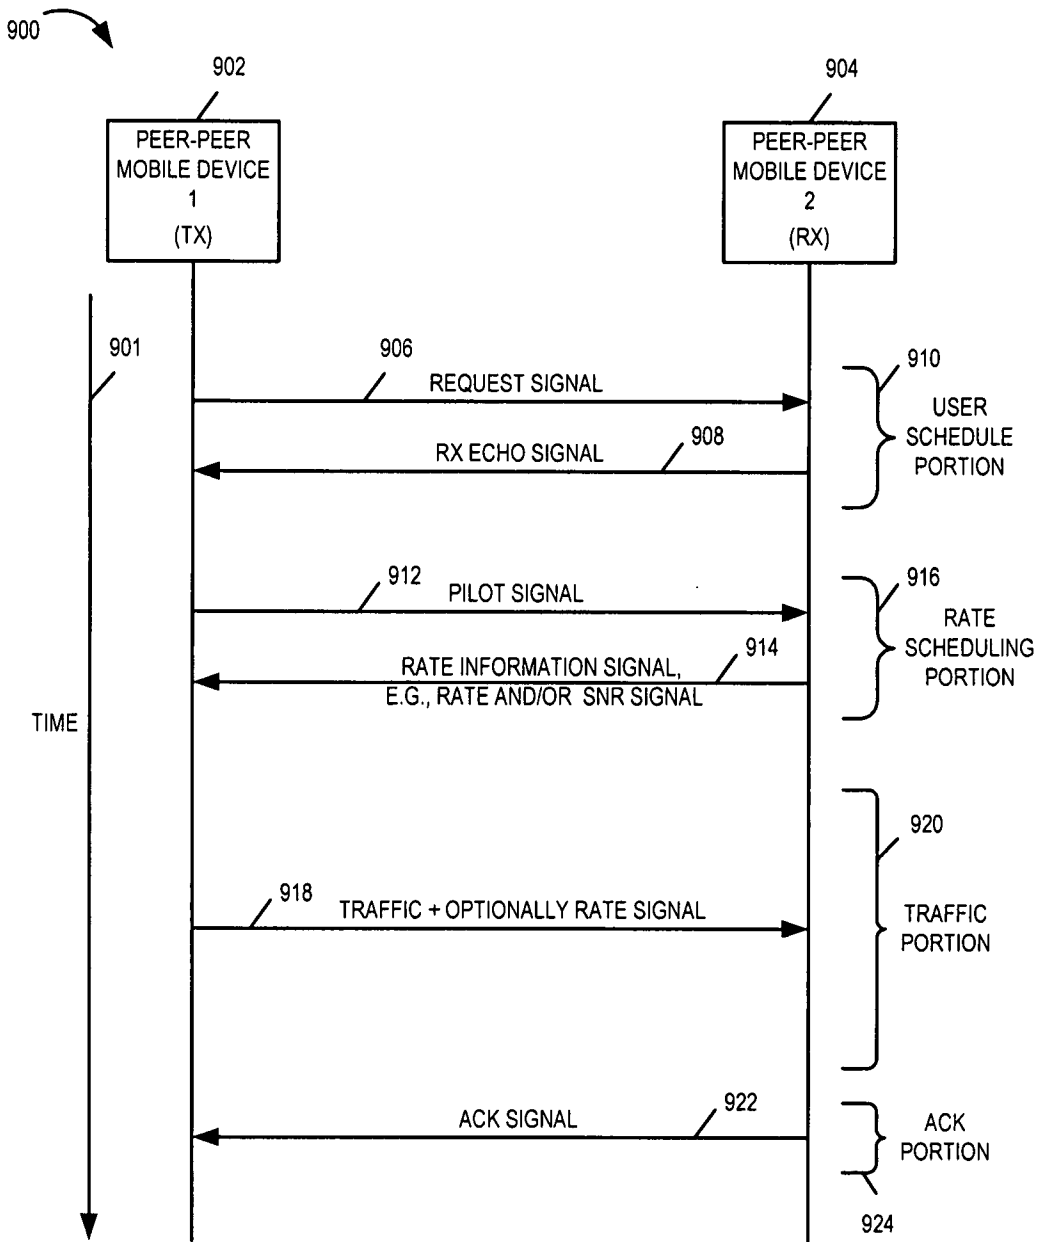 900
902
904
PEER-PEER
MOBILE DEVICE
1
(TX)
PEER-PEER
MOBILE DEVICE
2
(RX)
901
906
REQUEST SIGNAL
910
USER
SCHEDULE
PORTION
RX ECHO SIGNAL
908
912
PILOT SIGNAL
916
RATE
SCHEDULING
PORTION
RATE INFORMATION SIGNAL,
E.G., RATE AND/OR SNR SIGNAL
914
TIME
920
918
TRAFFIC + OPTIONALLY RATE SIGNAL
TRAFFIC
PORTION
ACK SIGNAL
922
ACK
PORTION
924